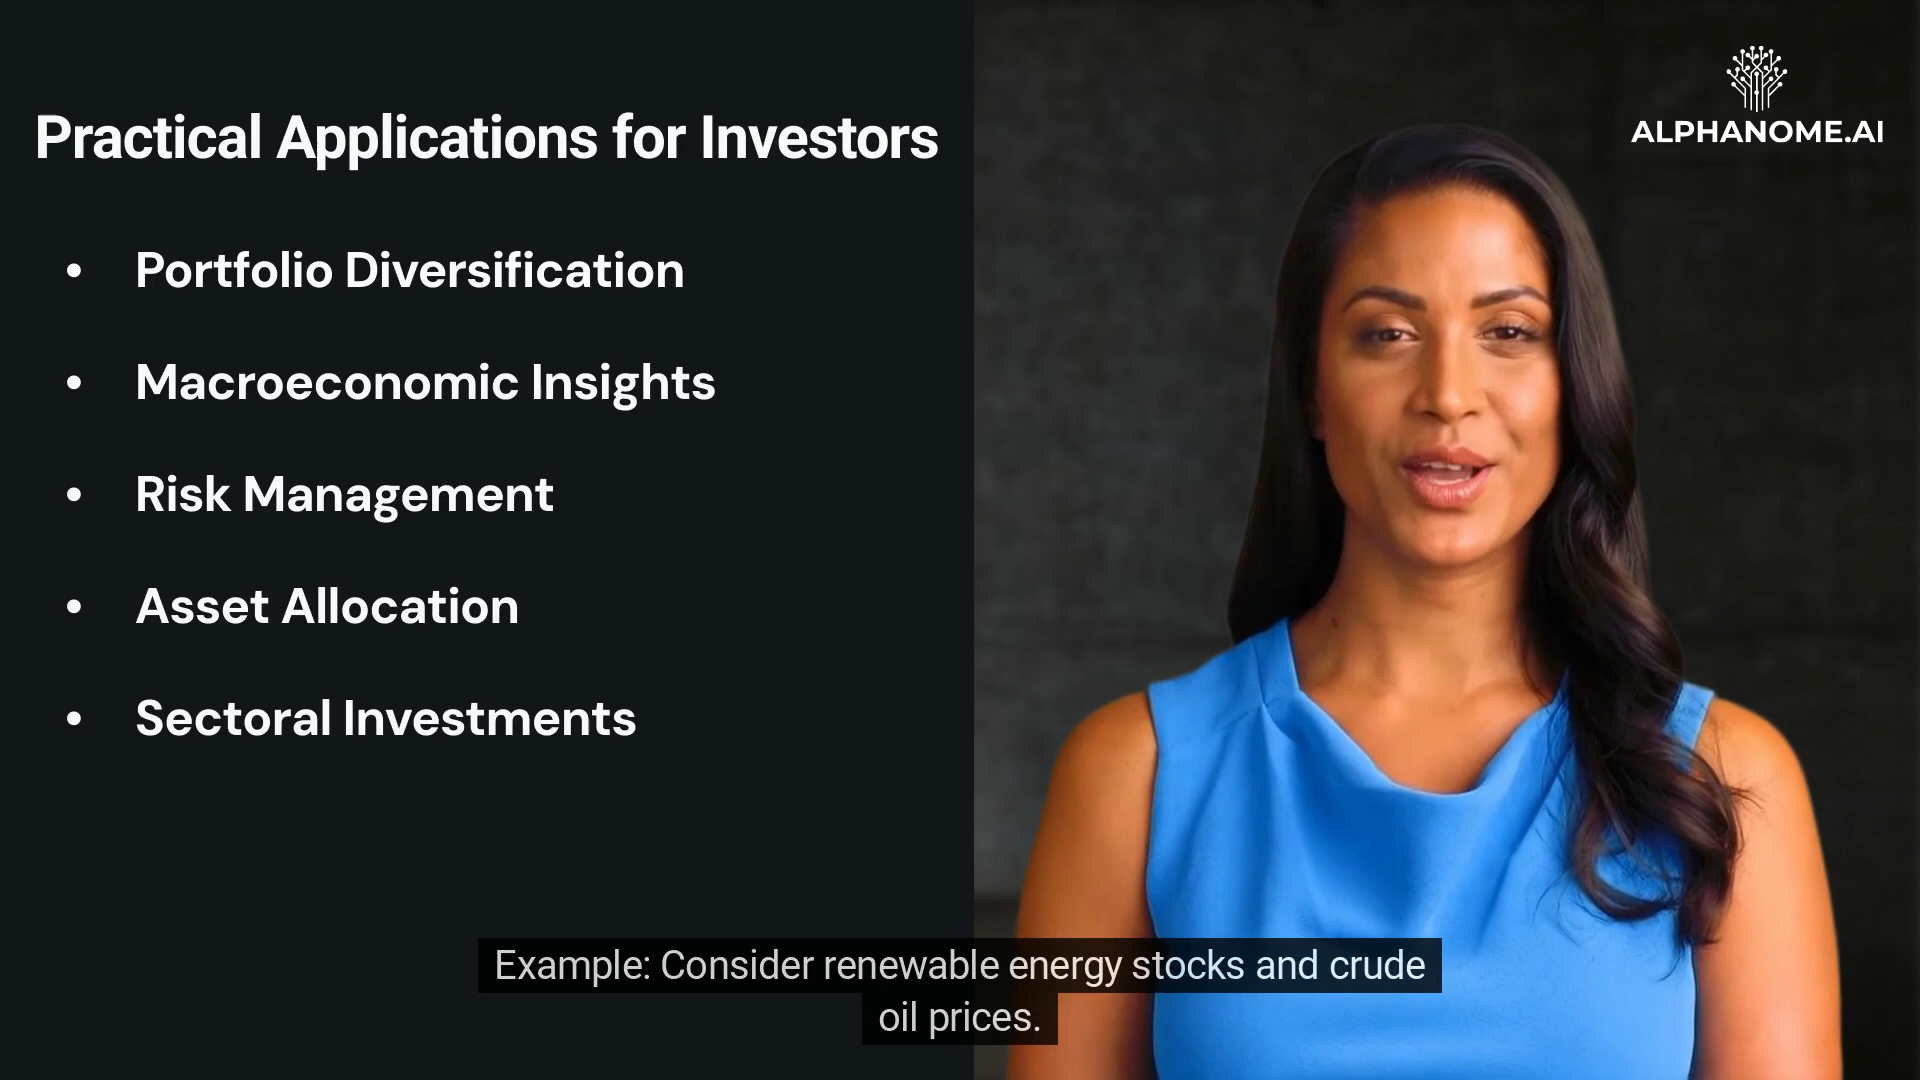 Practical Applications for Investors
• Portfolio Diversification
• Macroeconomic Insights
• Risk Management
• Asset Allocation
• Sectoral Investments
ALPHANOME.AI
Example: Consider renewable energy stocks and crude
oil prices.